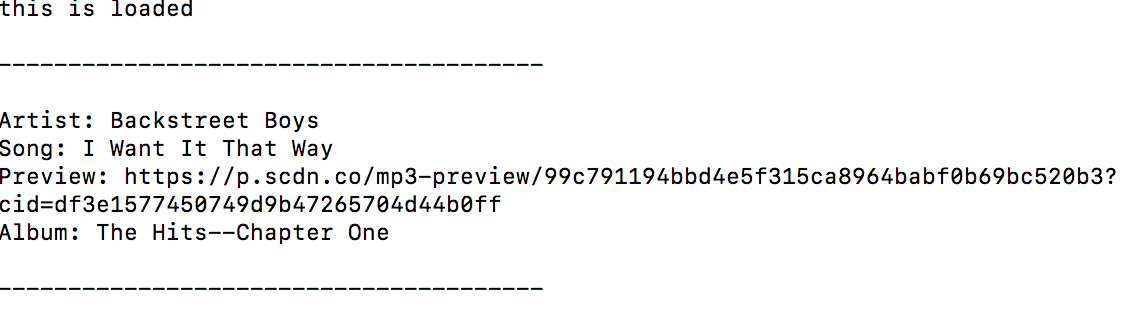 this is loaded
---------------------------------------
Artist: Backstreet Boys
Song: I Want It That Way
Preview: https://p.scdn.co/mp3-preview/99c791194bbd4e5f315ca8964babf0b69bc520b3?
cid=df3e1577450749d9b47265704d44b0ff
Album: The Hits--Chapter One
---------------------------------------